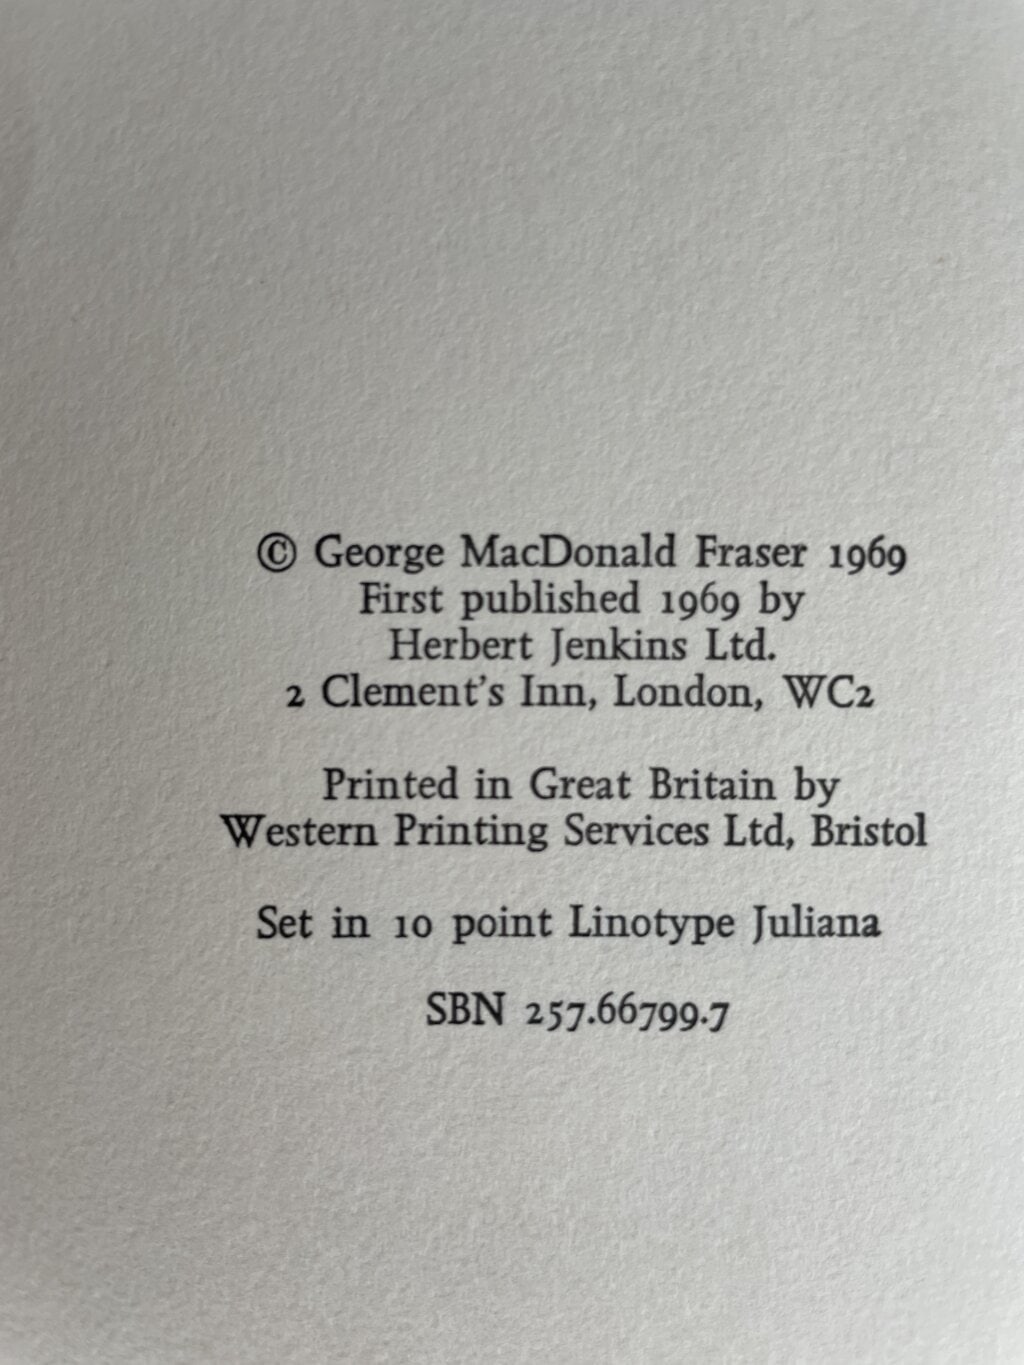 © George MacDonald Fraser 1969
First published 1969 by
Herbert Jenkins Ltd.
2 Clement's Inn, London, WC2
Printed in Great Britain by
Western Printing Services Ltd, Bristol
Set in 10 point Linotype Juliana
SBN 257.66799.7